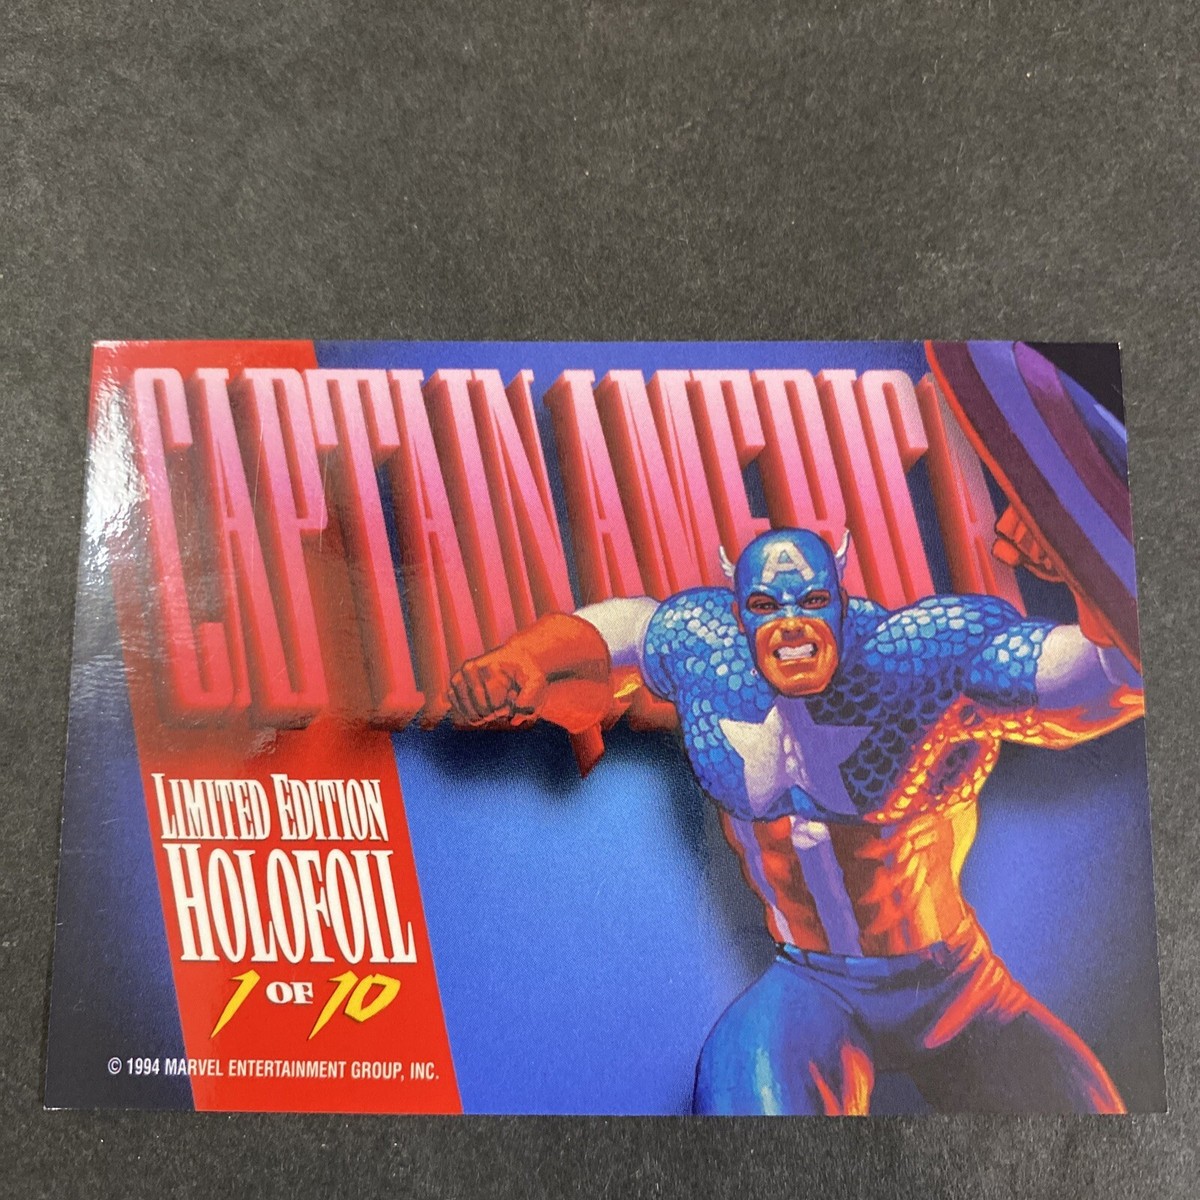 CAPTAIN AMERICA
A
LIMITED EDITION
HOLOFOIL
1 OF 10
© 1994 MARVEL ENTERTAINMENT GROUP, INC.